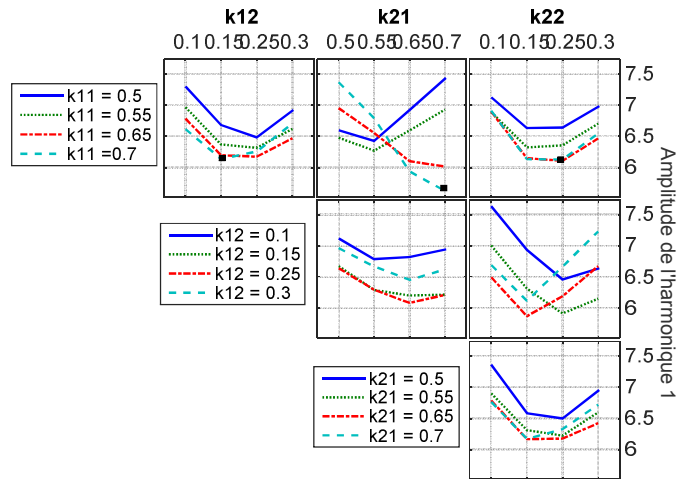 k12 k21 k22
0.1 0.15 0.25 0.3 0.5 0.55 0.65 0.7 0.1 0.15 0.25 0.3
k11 = 0.5
k11 = 0.55
k11 = 0.65
k11 =0.7
7.5
7
6.5
6
k12 = 0.1
k12 = 0.15
k12 = 0.25
k12 = 0.3
7.5
7
6.5
6
k21 = 0.5
k21 = 0.55
k21 = 0.65
k21 = 0.7
7.5
7
6.5
6
Amplitude de l'harmonique 1